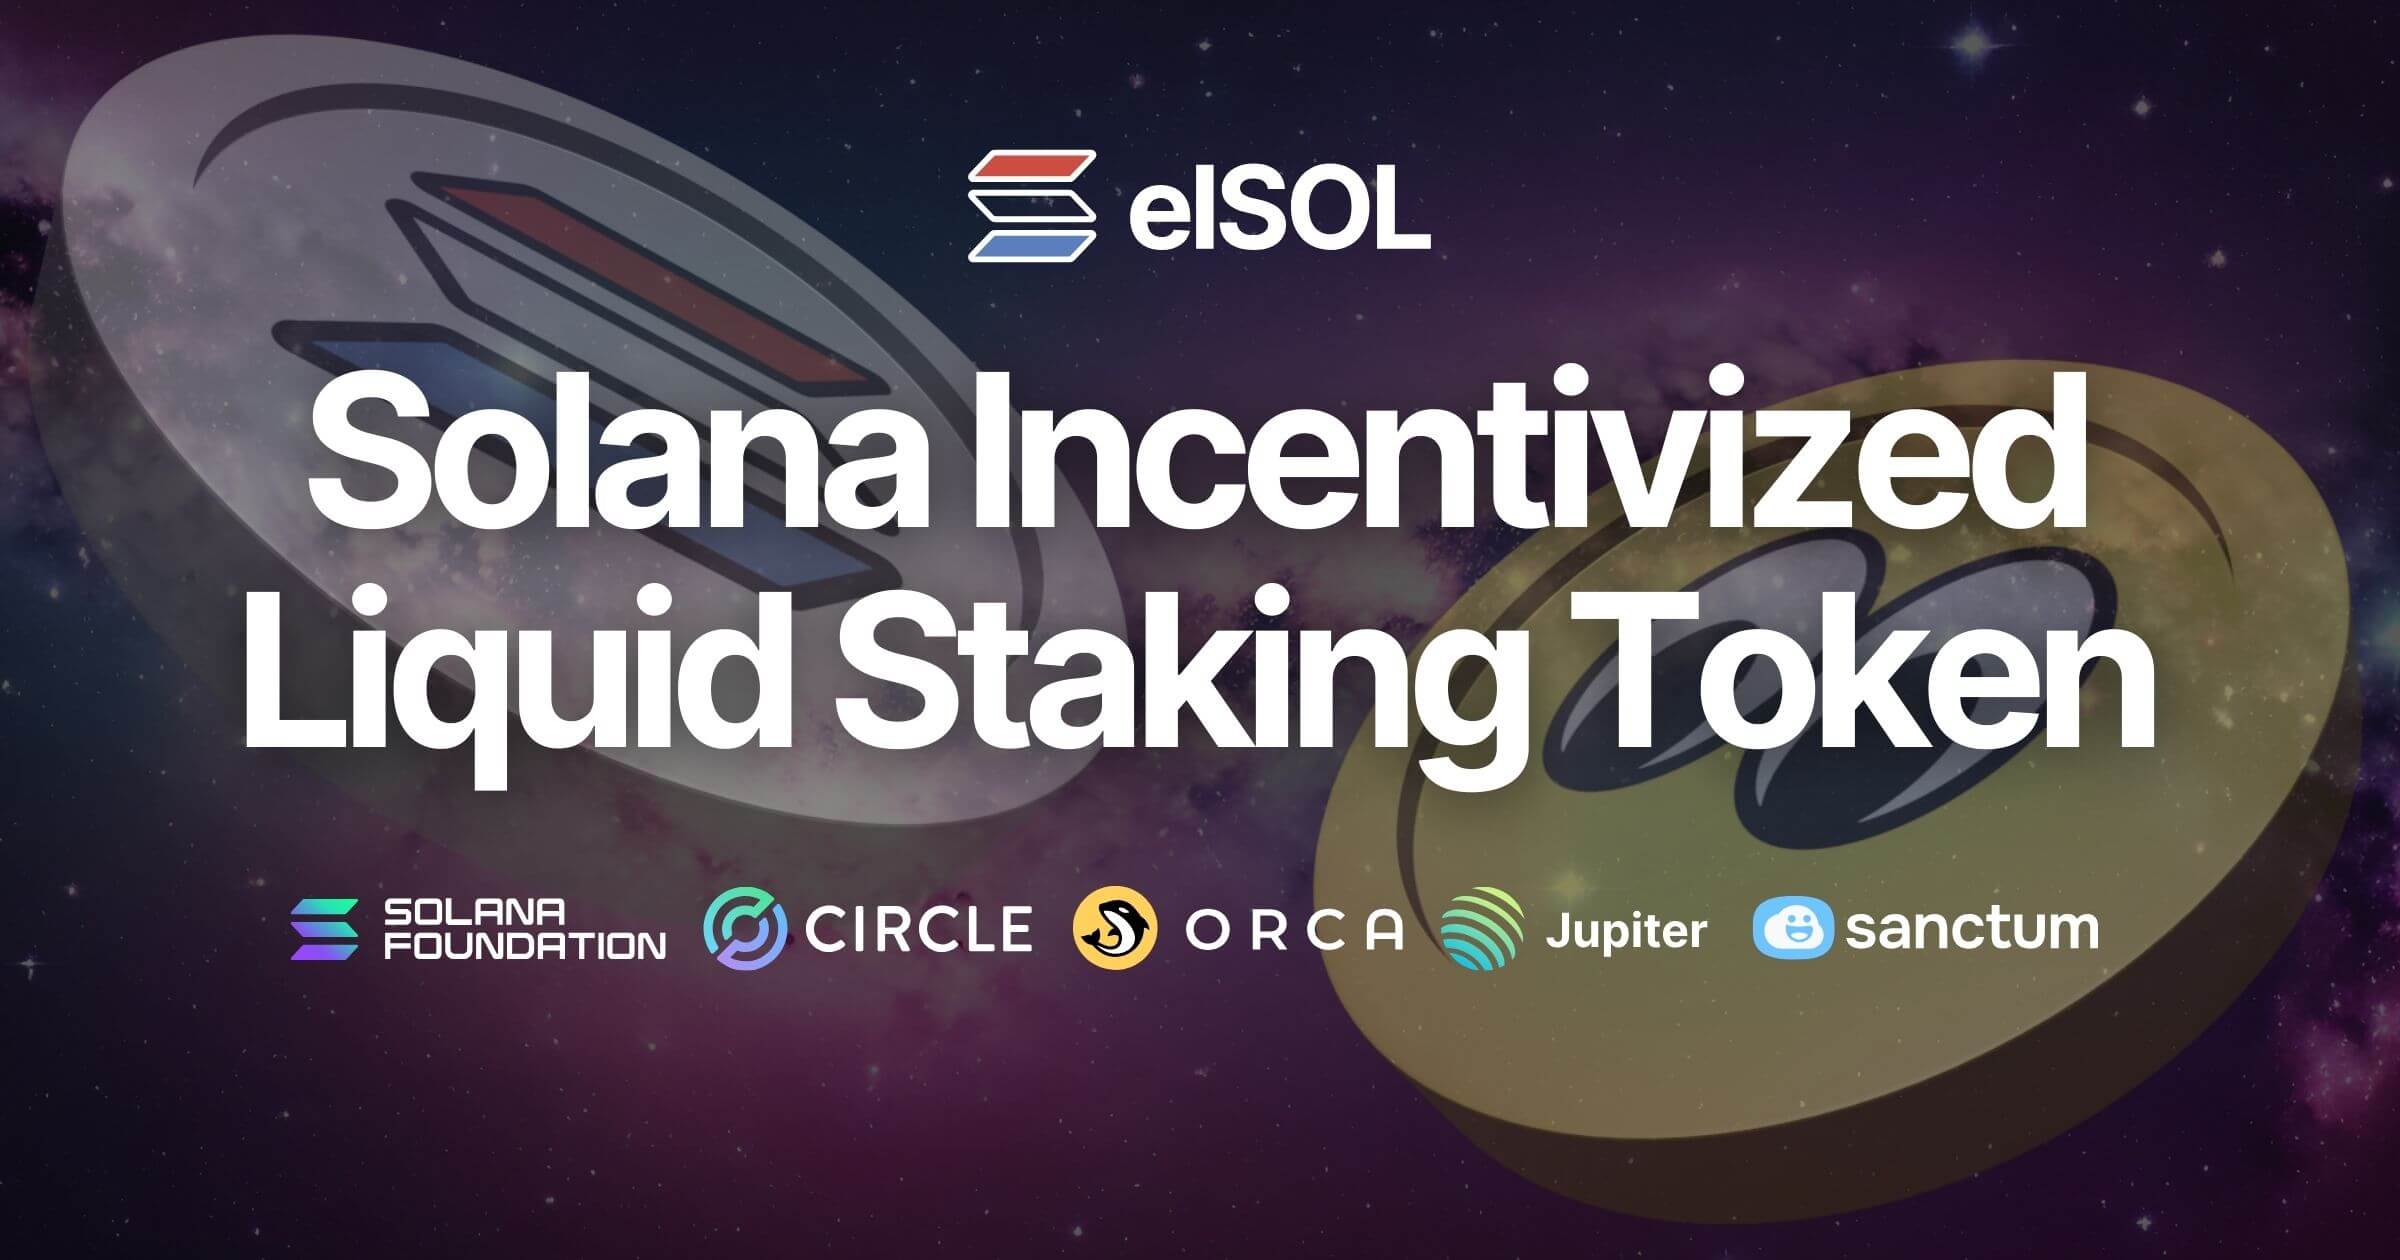 elSOL
Solana Incentivized
Liquid Staking Token
SOLANA
FOUNDATION
CIRCLE
ORCA
Jupiter
sanctum